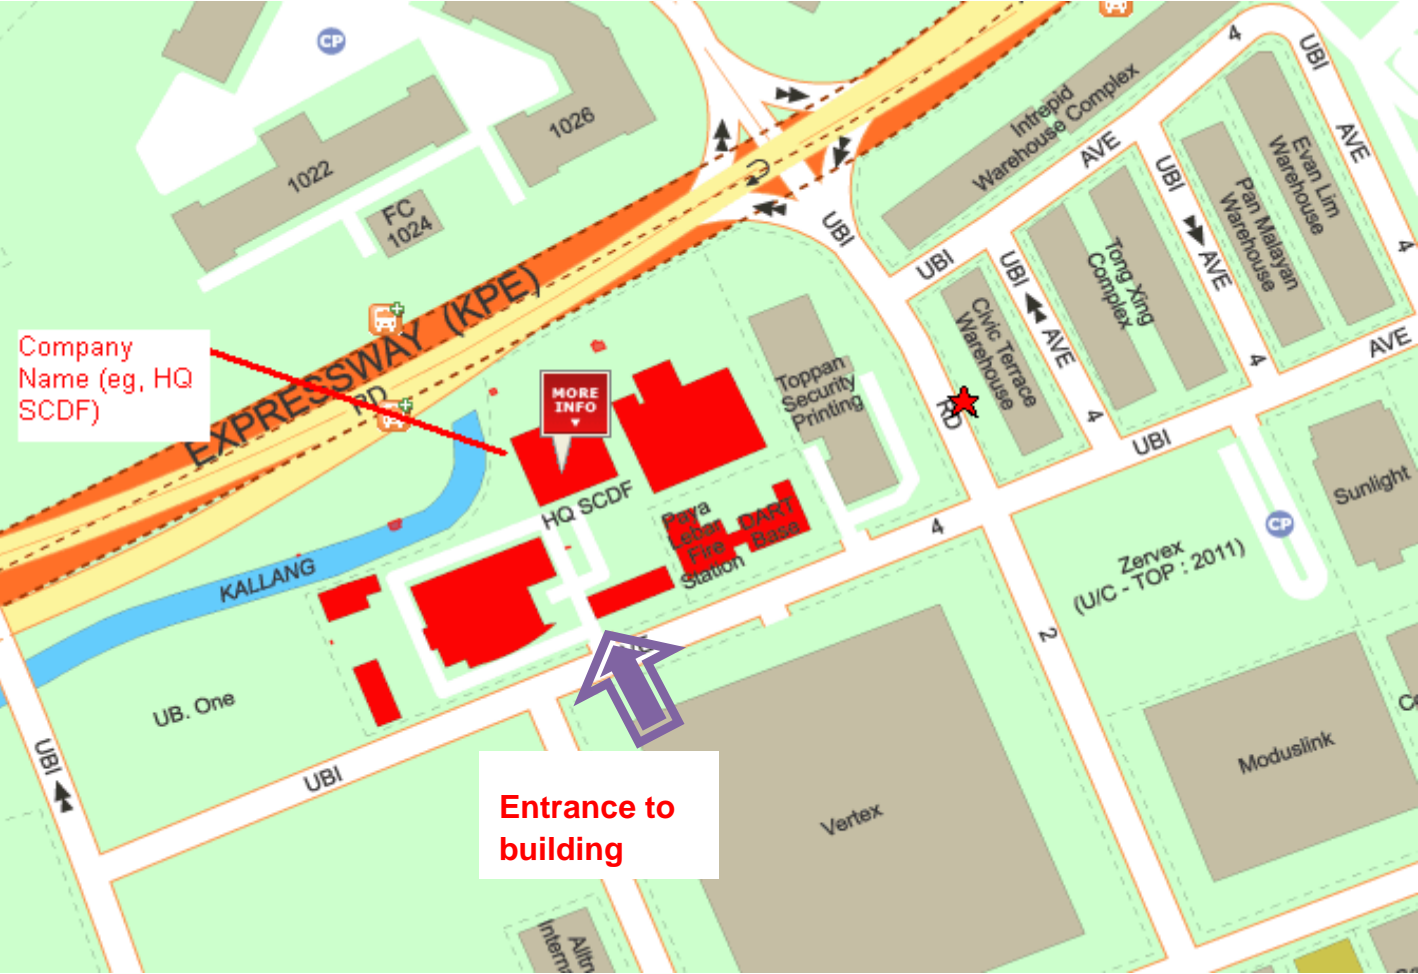 CP
4
UBI
1026
Intrepid
Warehouse Complex
AVE
AVE
1022
FC
1024
UBI
UBI
Evan Lim
Warehouse
Pan Malayan
Warehouse
AVE
4
UBI
UBI
AVE
Tong Xing
Complex
Civic Terrace
Warehouse
4
4
AVE
EXPRESSWAY (KPE)
RD
Company
Name (eg, HQ
SCDF)
MORE
INFO
Toppan
Security
Printing
RD
UBI
HQ SCDF
Paya
Lebar
Fire
Station
DART
Base
4
Sunlight
CP
Zervex
(U/C - TOP : 2011)
KALLANG
2
UB. One
UBI
UBI
Moduslink
Vertex
Entrance to
building